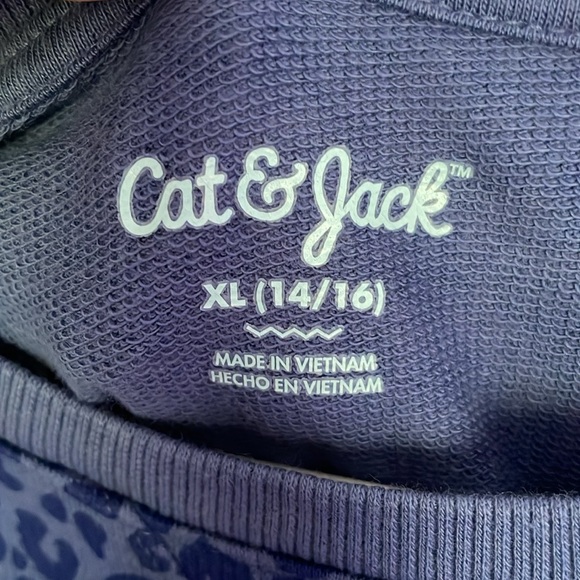 Cat & Jack™
XL (14/16)
MADE IN VIETNAM
HECHO EN VIETNAM